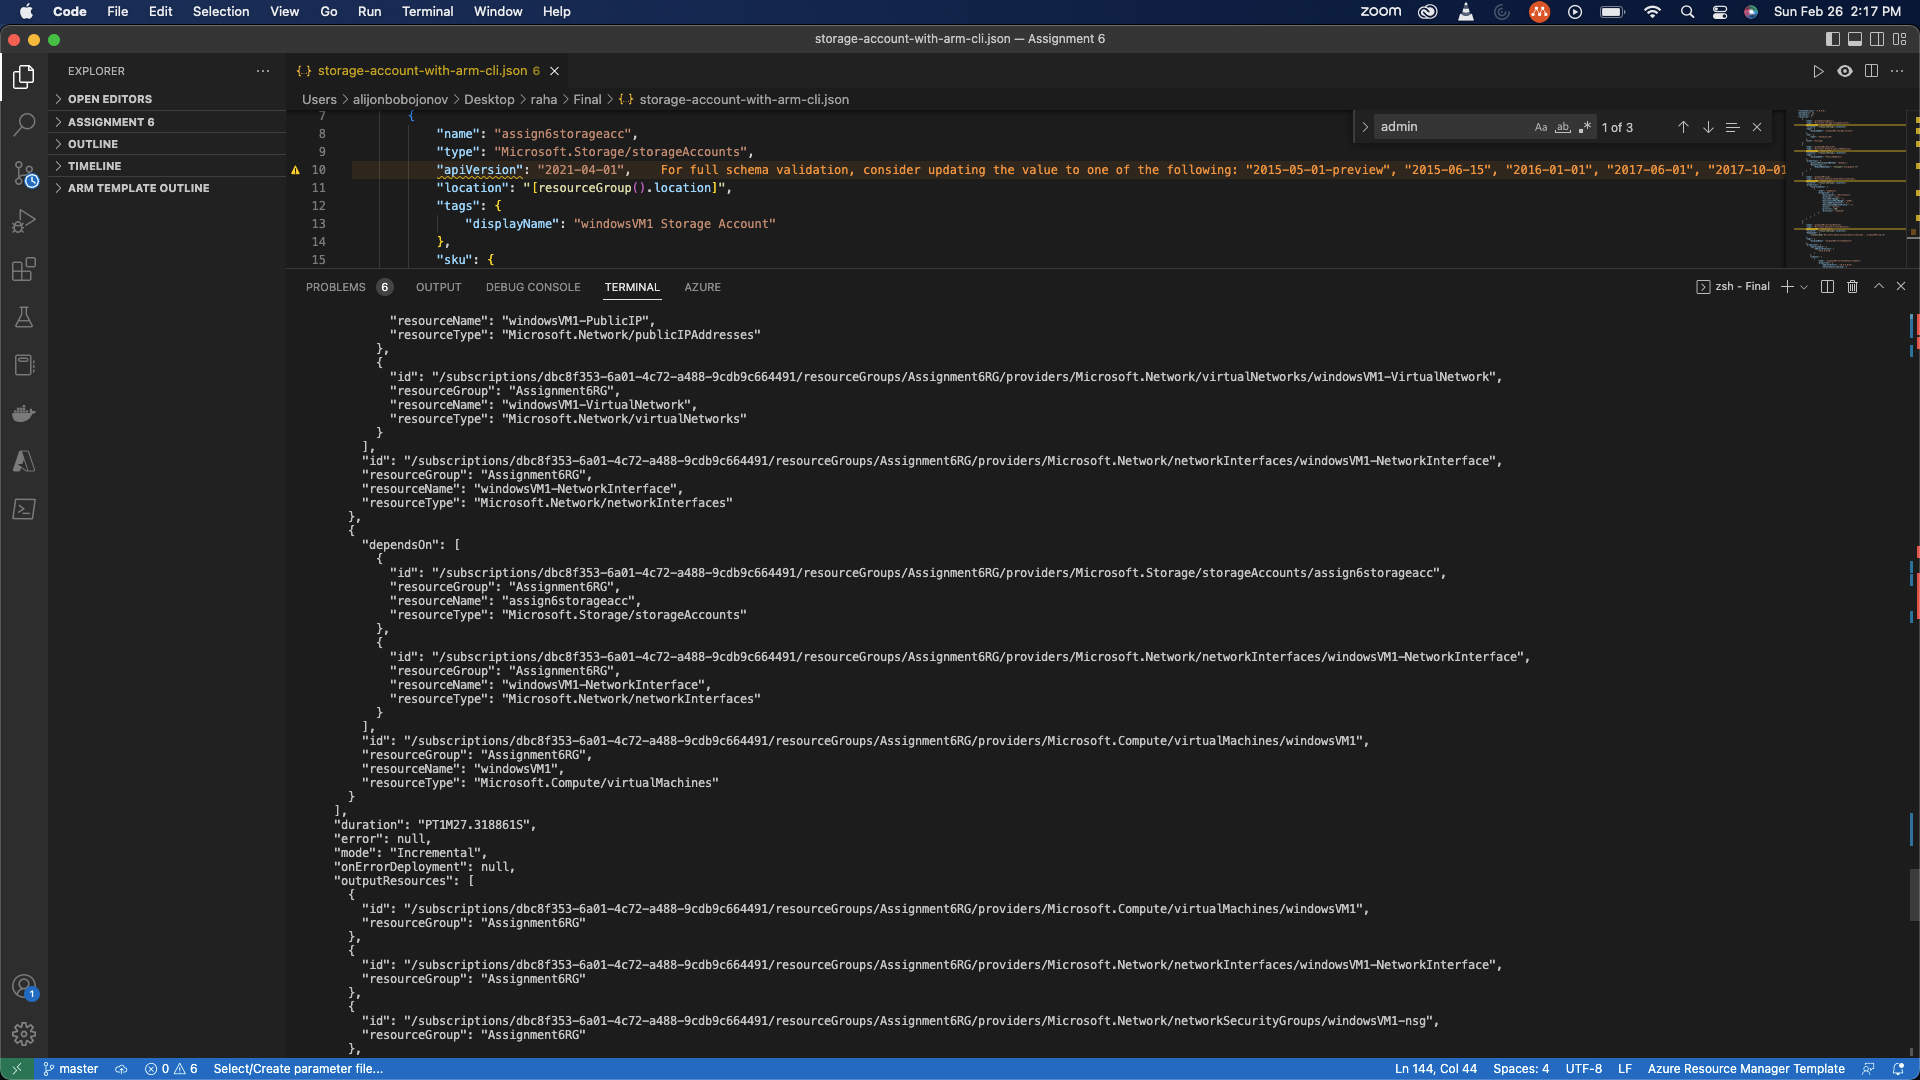 Code File Edit Selection View Go Run Terminal Window Help zoom Sun Feb 26 2:17 PM
storage-account-with-arm-cli.json — Assignment 6
EXPLORER
OPEN EDITORS
ASSIGNMENT 6
OUTLINE
TIMELINE
ARM TEMPLATE OUTLINE
storage-account-with-arm-cli.json 6
Users > alijonbobojonov > Desktop > raha > Final > {} storage-account-with-arm-cli.json
admin Aa ab .* 1 of 3
7 {
8 "name": "assign6storageacc",
9 "type": "Microsoft.Storage/storageAccounts",
10 "apiVersion": "2021-04-01", For full schema validation, consider updating the value to one of the following: "2015-05-01-preview", "2015-06-15", "2016-01-01", "2017-06-01", "2017-10-01
11 "location": "[resourceGroup().location]",
12 "tags": {
13 "displayName": "windowsVM1 Storage Account"
14 },
15 "sku": {
PROBLEMS 6 OUTPUT DEBUG CONSOLE TERMINAL AZURE zsh - Final
"resourceName": "windowsVM1-PublicIP",
"resourceType": "Microsoft.Network/publicIPAddresses"
},
{
"id": "/subscriptions/dbc8f353-6a01-4c72-a488-9cdb9c664491/resourceGroups/Assignment6RG/providers/Microsoft.Network/virtualNetworks/windowsVM1-VirtualNetwork",
"resourceGroup": "Assignment6RG",
"resourceName": "windowsVM1-VirtualNetwork",
"resourceType": "Microsoft.Network/virtualNetworks"
}
],
"id": "/subscriptions/dbc8f353-6a01-4c72-a488-9cdb9c664491/resourceGroups/Assignment6RG/providers/Microsoft.Network/networkInterfaces/windowsVM1-NetworkInterface",
"resourceGroup": "Assignment6RG",
"resourceName": "windowsVM1-NetworkInterface",
"resourceType": "Microsoft.Network/networkInterfaces"
},
{
"dependsOn": [
{
"id": "/subscriptions/dbc8f353-6a01-4c72-a488-9cdb9c664491/resourceGroups/Assignment6RG/providers/Microsoft.Storage/storageAccounts/assign6storageacc",
"resourceGroup": "Assignment6RG",
"resourceName": "assign6storageacc",
"resourceType": "Microsoft.Storage/storageAccounts"
},
{
"id": "/subscriptions/dbc8f353-6a01-4c72-a488-9cdb9c664491/resourceGroups/Assignment6RG/providers/Microsoft.Network/networkInterfaces/windowsVM1-NetworkInterface",
"resourceGroup": "Assignment6RG",
"resourceName": "windowsVM1-NetworkInterface",
"resourceType": "Microsoft.Network/networkInterfaces"
}
],
"id": "/subscriptions/dbc8f353-6a01-4c72-a488-9cdb9c664491/resourceGroups/Assignment6RG/providers/Microsoft.Compute/virtualMachines/windowsVM1",
"resourceGroup": "Assignment6RG",
"resourceName": "windowsVM1",
"resourceType": "Microsoft.Compute/virtualMachines"
}
],
"duration": "PT1M27.318861S",
"error": null,
"mode": "Incremental",
"onErrorDeployment": null,
"outputResources": [
{
"id": "/subscriptions/dbc8f353-6a01-4c72-a488-9cdb9c664491/resourceGroups/Assignment6RG/providers/Microsoft.Compute/virtualMachines/windowsVM1",
"resourceGroup": "Assignment6RG"
},
{
"id": "/subscriptions/dbc8f353-6a01-4c72-a488-9cdb9c664491/resourceGroups/Assignment6RG/providers/Microsoft.Network/networkInterfaces/windowsVM1-NetworkInterface",
"resourceGroup": "Assignment6RG"
},
{
"id": "/subscriptions/dbc8f353-6a01-4c72-a488-9cdb9c664491/resourceGroups/Assignment6RG/providers/Microsoft.Network/networkSecurityGroups/windowsVM1-nsg",
"resourceGroup": "Assignment6RG"
},
1
master 0 6 Select/Create parameter file... Ln 144, Col 44 Spaces: 4 UTF-8 LF Azure Resource Manager Template